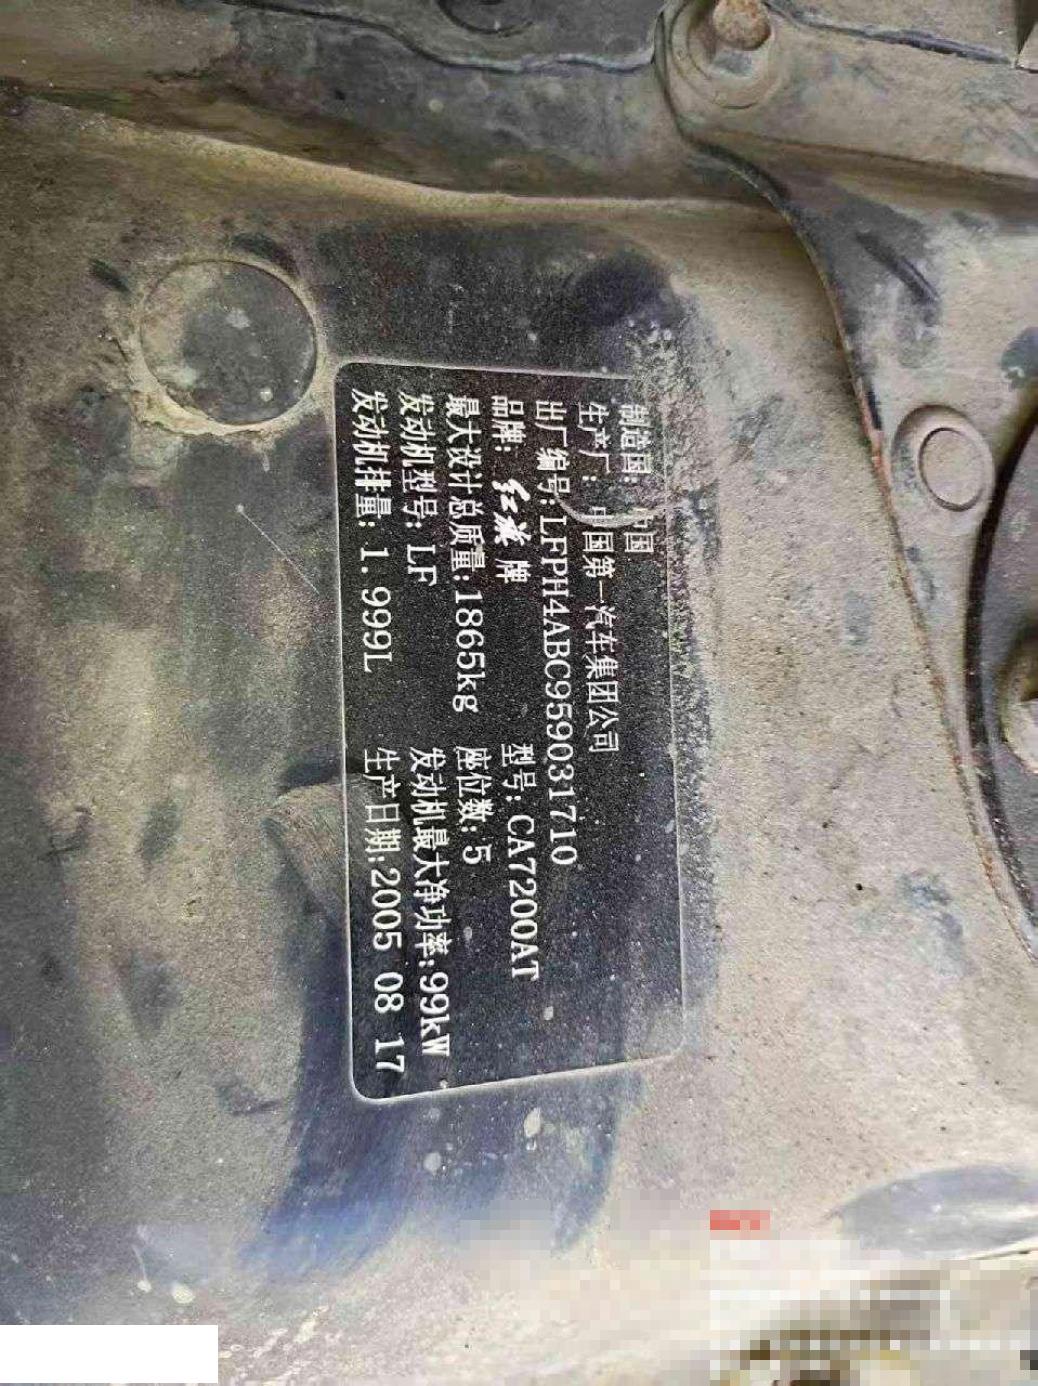 制造国: 中国
生产厂: 中国第一汽车集团公司
出厂编号: LFPH4ABC959031710
品牌: 红旗牌 型号: CA7200AT
最大设计总质量: 1865kg 座位数: 5
发动机型号: LF 发动机最大净功率: 99kW
发动机排量: 1.999L 生产日期: 2005 08 17